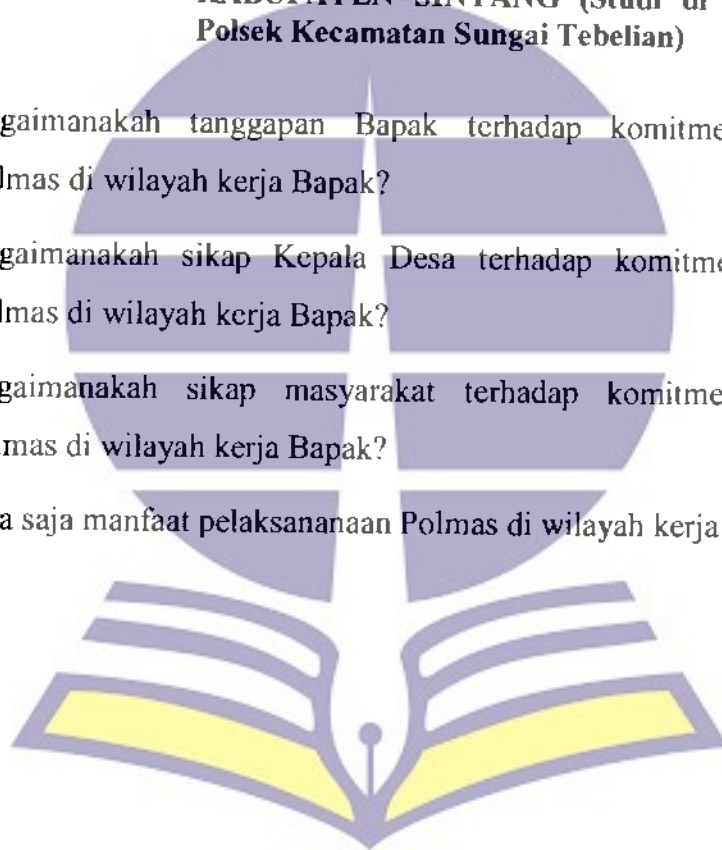 KABUPATEN SINTANG (Studi di
Polsek Kecamatan Sungai Tebelian)
gaimanakah tanggapan Bapak terhadap komitme
lmas di wilayah kerja Bapak?
gaimanakah sikap Kepala Desa terhadap komitme
lmas di wilayah kerja Bapak?
gaimanakah sikap masyarakat terhadap komitme
mas di wilayah kerja Bapak?
a saja manfaat pelaksananaan Polmas di wilayah kerja